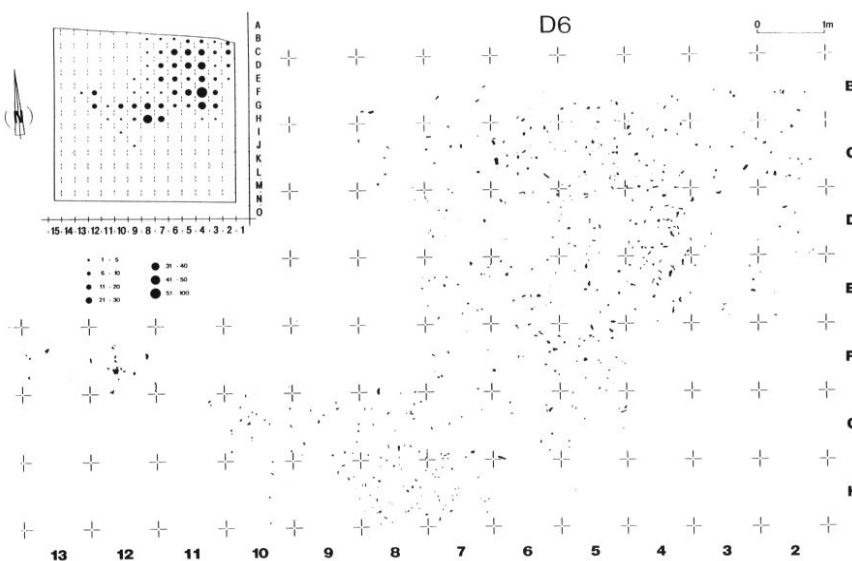 D6
0 1m
A
B
C
D
E
F
G
H
I
J
K
L
M
N
O
(N)
·15·14·13·12·11·10·9·8·7·6·5·4·3·2·1
1 - 5
6 - 10
11 - 20
21 - 30
31 - 40
41 - 50
51 - 100
B
C
D
E
F
G
H
13 12 11 10 9 8 7 6 5 4 3 2